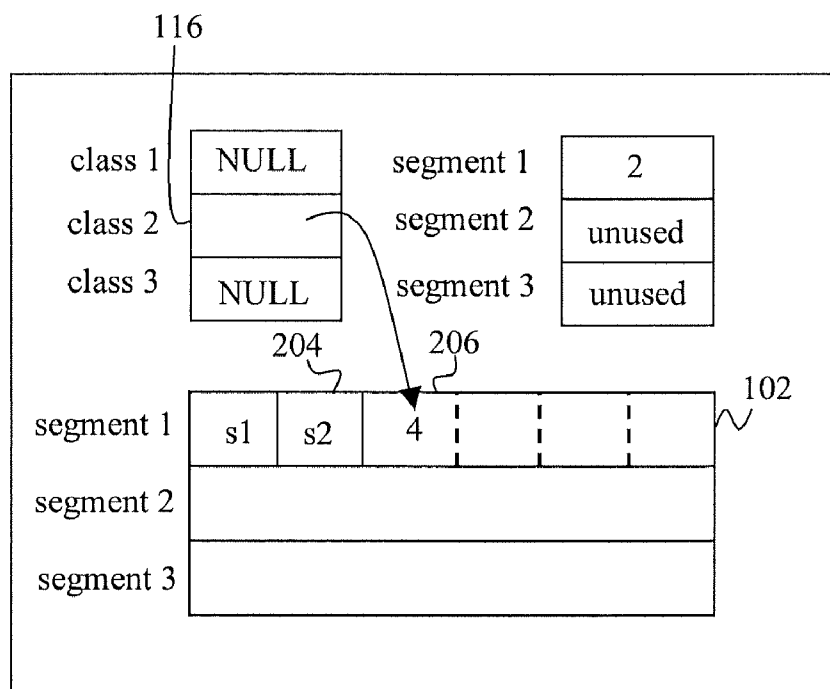 116
class 1 NULL segment 1 2
class 2 segment 2 unused
class 3 NULL segment 3 unused
204 206 102
segment 1 s1 s2 4
segment 2
segment 3